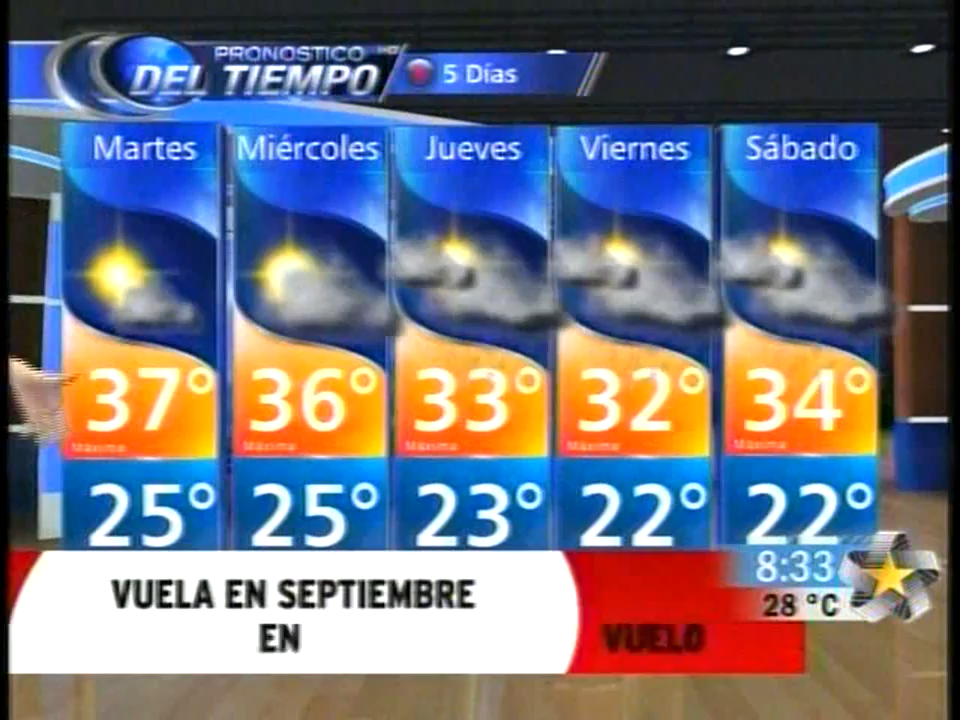 PRONOSTICO HD
DEL TIEMPO
5 Días
Martes Miércoles Jueves Viernes Sábado
37° 36° 33° 32° 34°
Máxima Máxima Máxima Máxima Máxima
25° 25° 23° 22° 22°
8:33
28 °C
VUELA EN SEPTIEMBRE
EN
VUELO